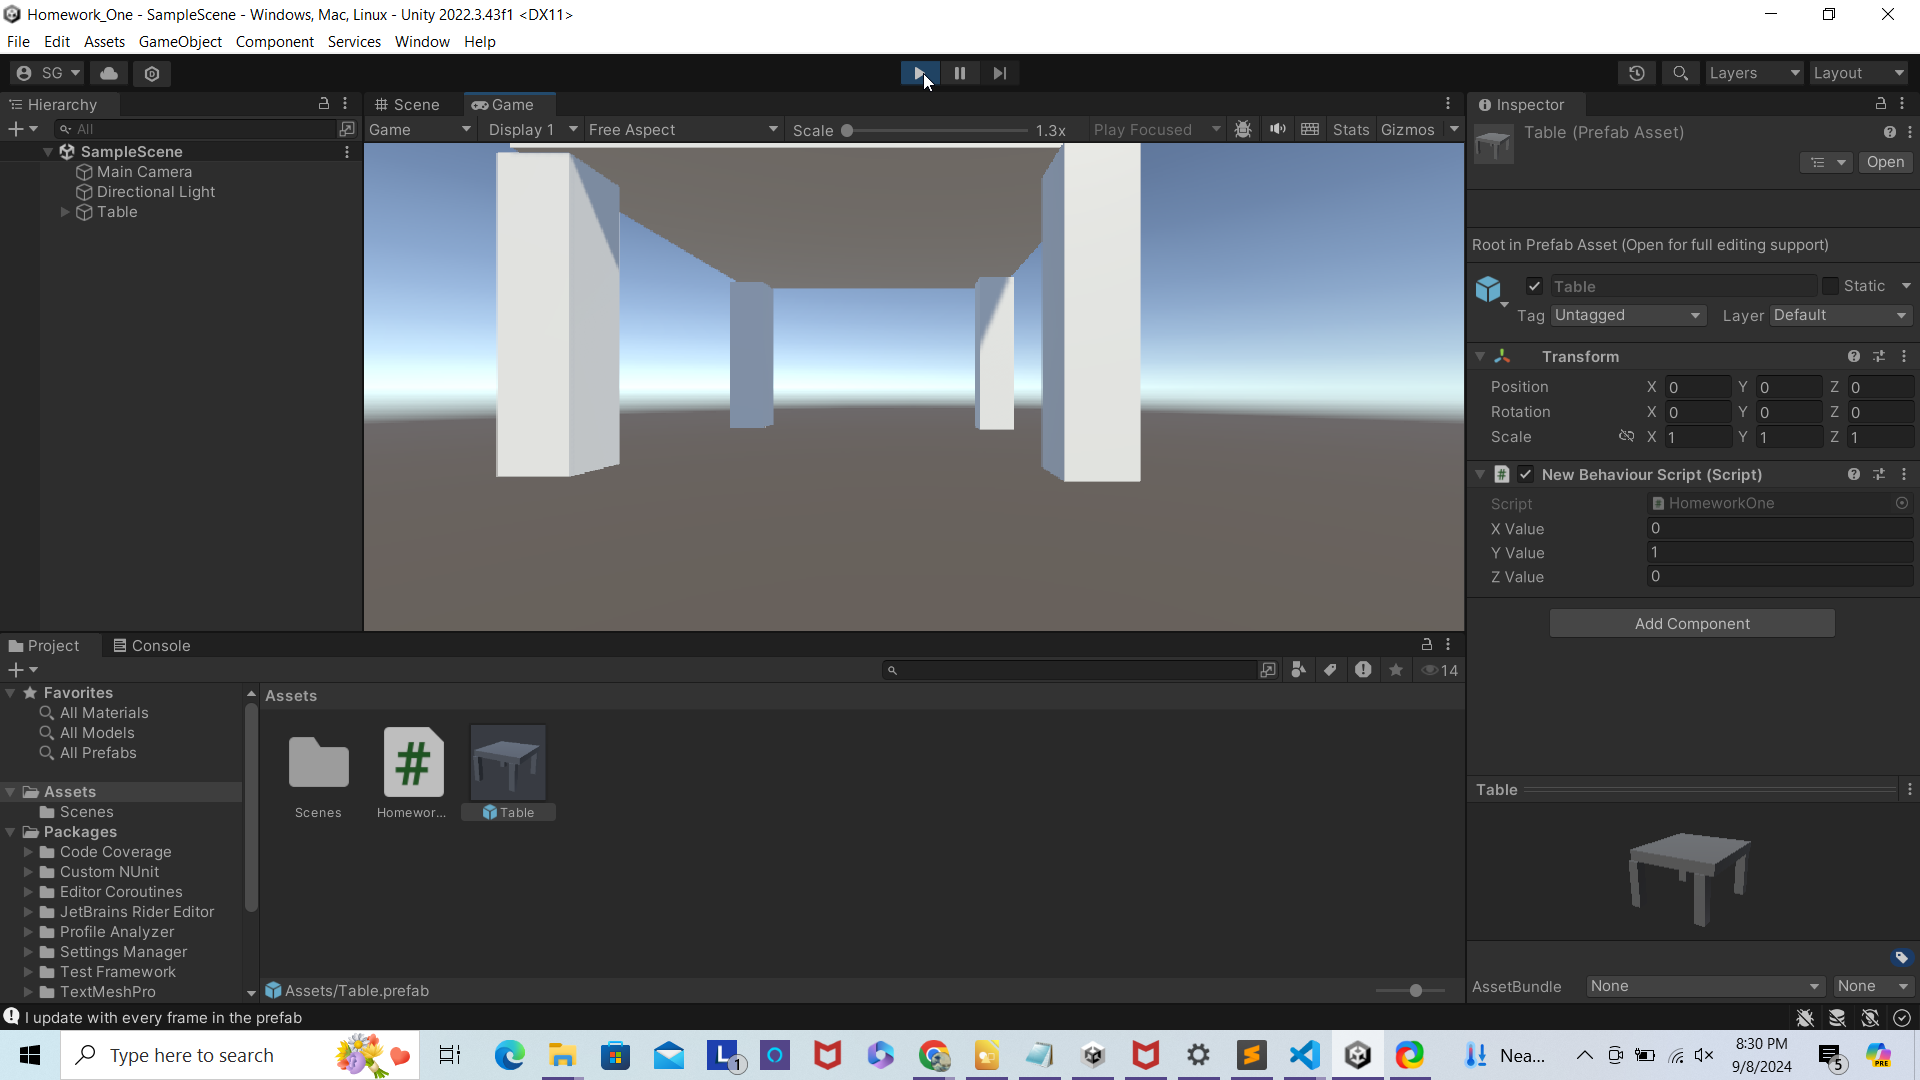 Homework_One - SampleScene - Windows, Mac, Linux - Unity 2022.3.43f1 <DX11>
File Edit Assets GameObject Component Services Window Help
SG Layers Layout
Hierarchy Scene Game Inspector
All Game Display 1 Free Aspect Scale 1.3x Play Focused Stats Gizmos
SampleScene
Main Camera
Directional Light
Table
Table (Prefab Asset)
Open
Root in Prefab Asset (Open for full editing support)
Table Static
Tag Untagged Layer Default
Transform
Position X 0 Y 0 Z 0
Rotation X 0 Y 0 Z 0
Scale X 1 Y 1 Z 1
# New Behaviour Script (Script)
Script HomeworkOne
X Value 0
Y Value 1
Z Value 0
Add Component
Project Console
14
Favorites
All Materials
All Models
All Prefabs
Assets
Scenes
Packages
Code Coverage
Custom NUnit
Editor Coroutines
JetBrains Rider Editor
Profile Analyzer
Settings Manager
Test Framework
TextMeshPro
Assets
#
Scenes Homewor... Table
Assets/Table.prefab
Table
AssetBundle None None
I update with every frame in the prefab
Type here to search
L 1
Nea...
8:30 PM
9/8/2024
5
PRE